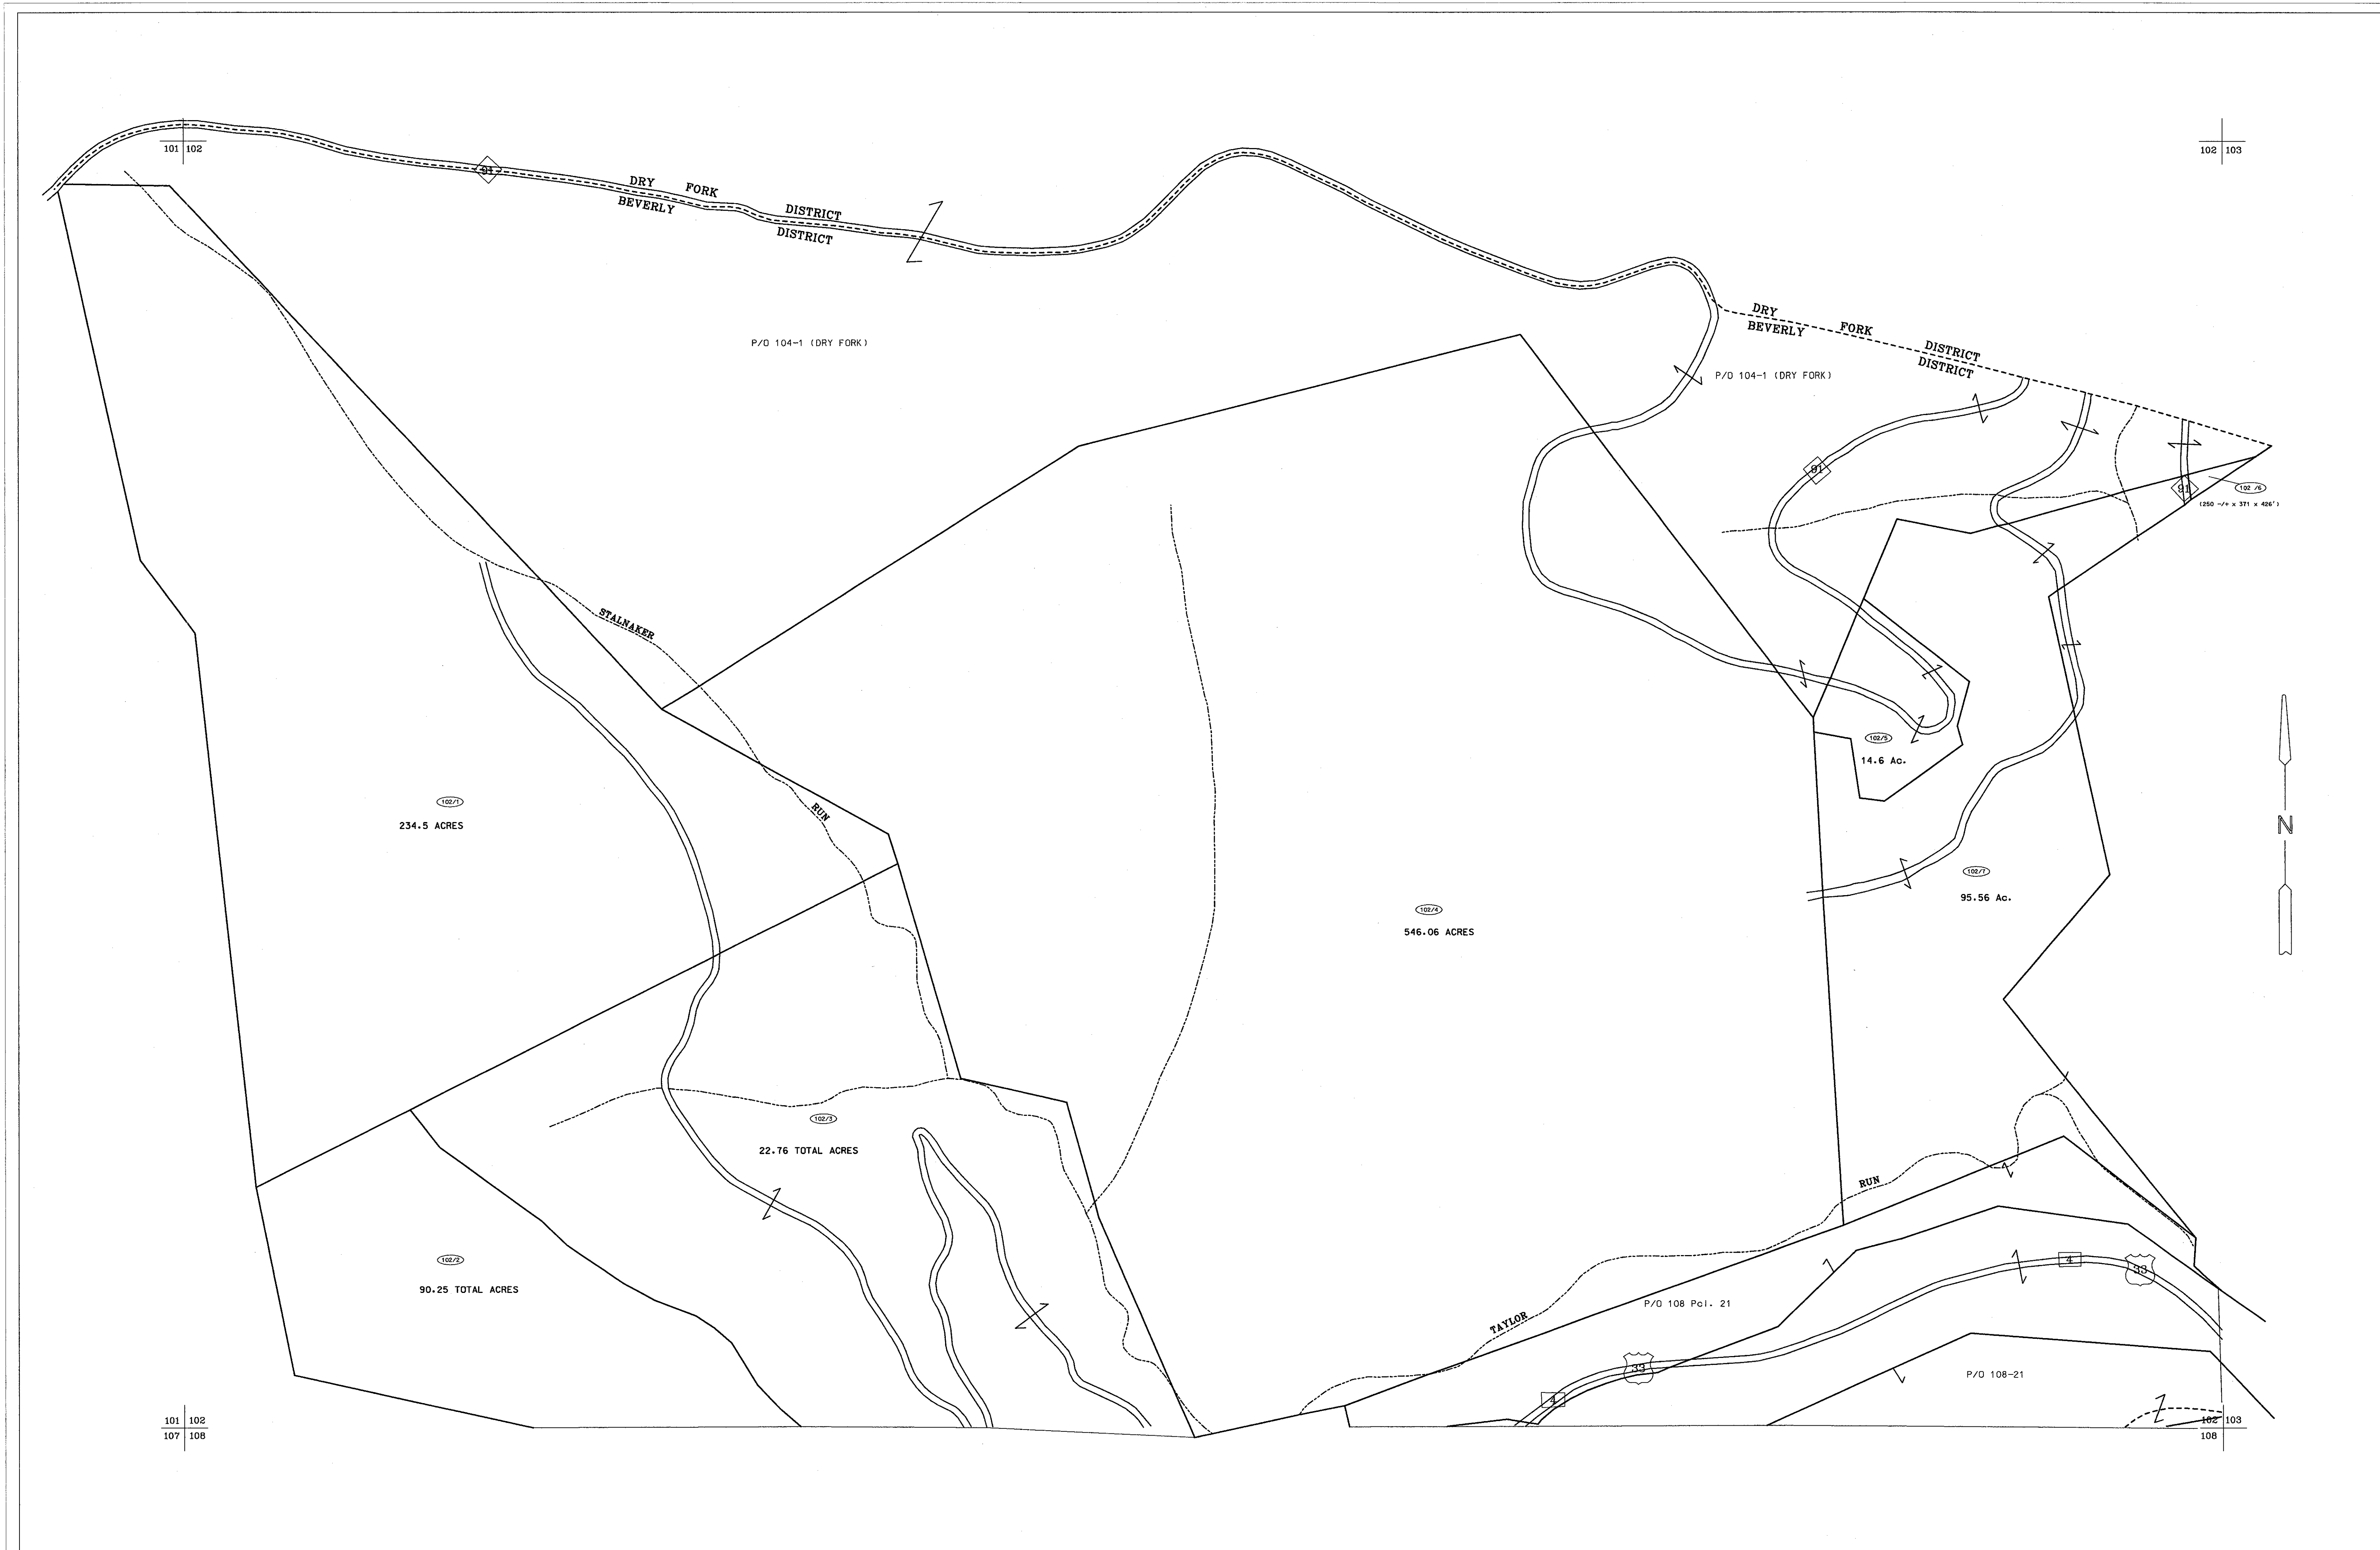 101 102
102 103
91
DRY FORK DISTRICT
BEVERLY DISTRICT
P/O 104-1 (DRY FORK)
DRY FORK DISTRICT
BEVERLY DISTRICT
P/O 104-1 (DRY FORK)
91
91
102 /6
x 371 x 426')
STALNAKER RUN
102/5
14.6 Ac.
102/1
234.5 ACRES
N
102/7
95.56 Ac.
102/4
546.06 ACRES
102/3
22.76 TOTAL ACRES
TAYLOR RUN
102/2
90.25 TOTAL ACRES
4
33
P/O 108 Pcl. 21
33
4
P/O 108-21
101 102
107 108
102 103
108